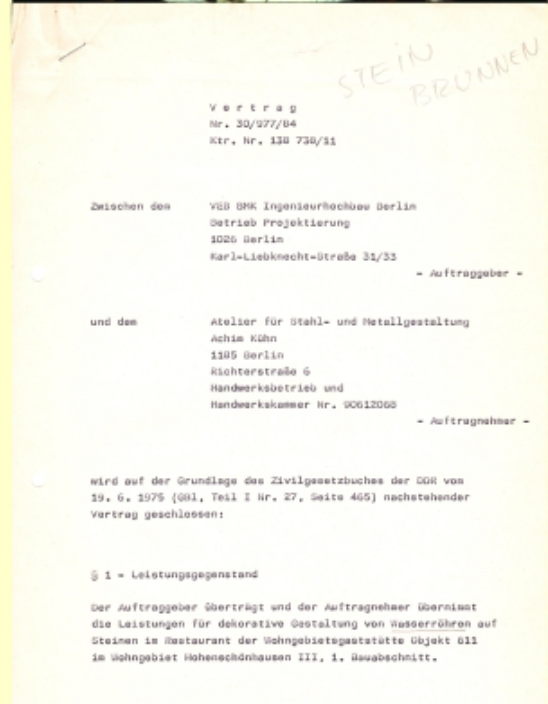 STEIN
BRUNNEN
Vertrag
Nr. 30/977/84
Ktr. Nr. 138 738/11
Zwischen dem VEB BMK Ingenieurhochbau Berlin
Betrieb Projektierung
1026 Berlin
Karl-Liebknecht-Straße 31/33
- Auftraggeber -
und dem Atelier für Stahl- und Metallgestaltung
Achim Kühn
1185 Berlin
Richterstraße 6
Handwerksbetrieb und
Handwerkskammer Nr. 90612068
- Auftragnehmer -
wird auf der Grundlage des Zivilgesetzbuches der DDR vom
19. 6. 1975 (GBl. Teil I Nr. 27, Seite 465) nachstehender
Vertrag geschlossen:
§ 1 - Leistungsgegenstand
Der Auftraggeber überträgt und der Auftragnehmer übernimmt
die Leistungen für dekorative Gestaltung von Wasserröhren auf
Steinen im Restaurant der Wohngebietsgaststätte Objekt 811
im Wohngebiet Hohenschönhausen III, 1. Bauabschnitt.